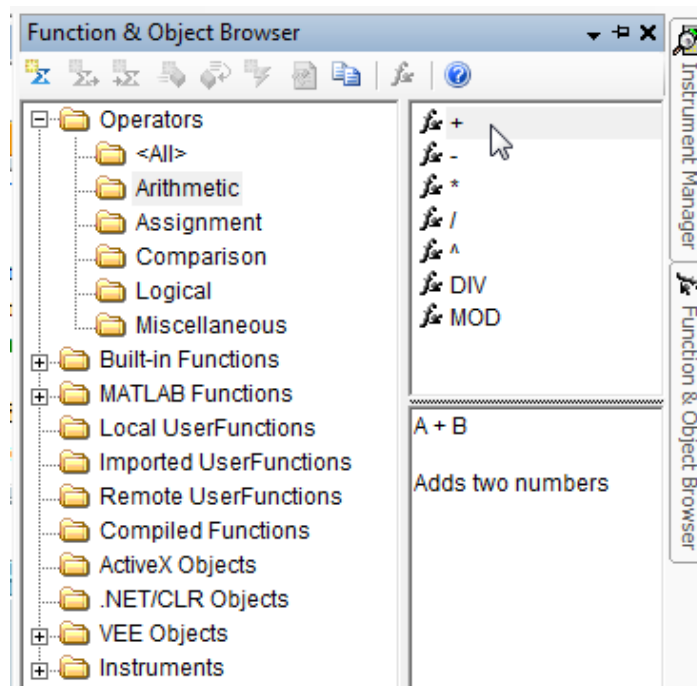 Function & Object Browser
Operators
<All>
Arithmetic
Assignment
Comparison
Logical
Miscellaneous
Built-in Functions
MATLAB Functions
Local UserFunctions
Imported UserFunctions
Remote UserFunctions
Compiled Functions
ActiveX Objects
.NET/CLR Objects
VEE Objects
Instruments
+
-
*
/
^
DIV
MOD
A + B
Adds two numbers
Instrument Manager
Function & Object Browser